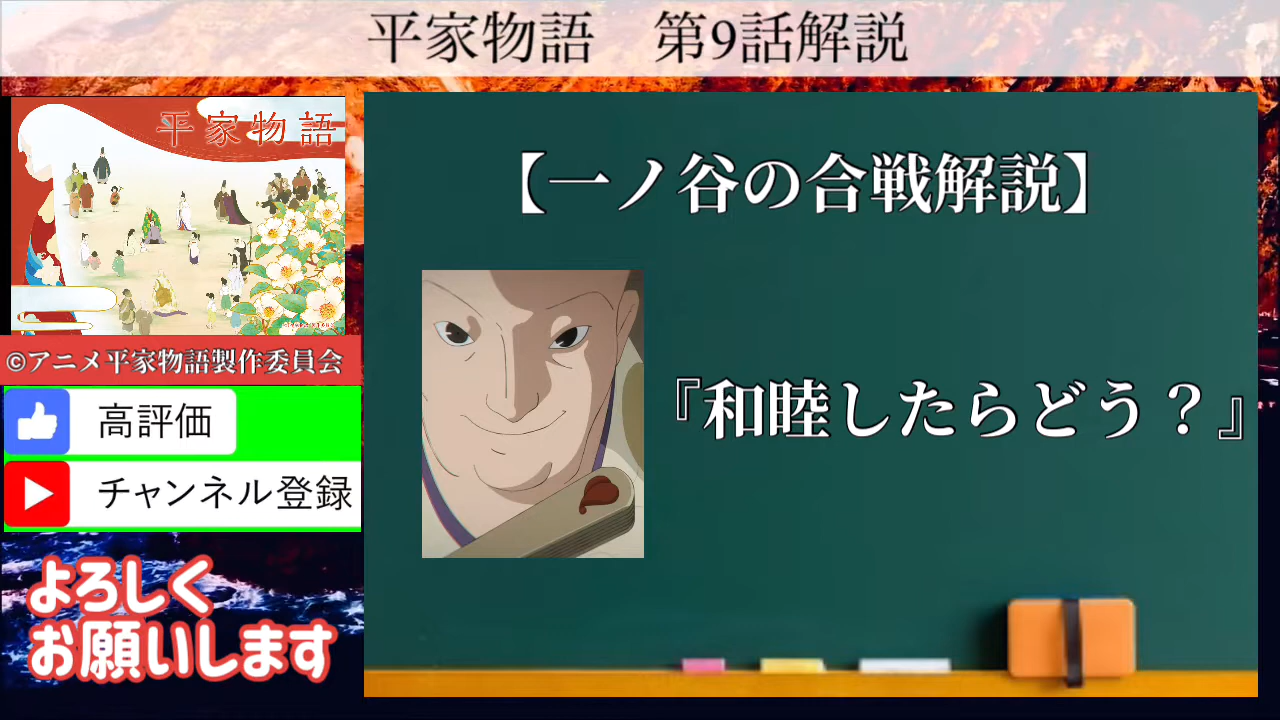 平家物語　第9話解説
平家物語
©アニメ平家物語製作委員会
高評価
チャンネル登録
よろしく
お願いします
【一ノ谷の合戦解説】
『和睦したらどう？』